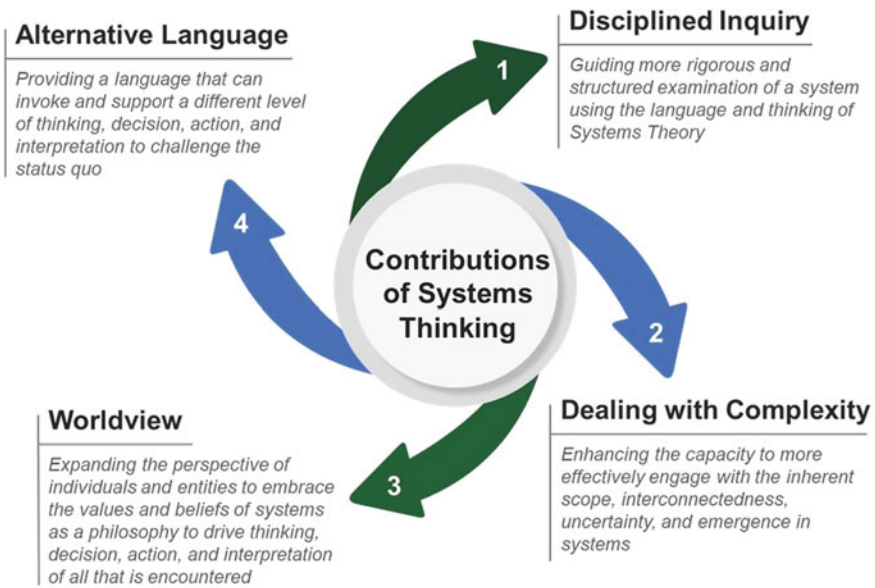 Contributions
of Systems
Thinking
1
Disciplined Inquiry
Guiding more rigorous and
structured examination of a system
using the language and thinking of
Systems Theory
2
Dealing with Complexity
Enhancing the capacity to more
effectively engage with the inherent
scope, interconnectedness,
uncertainty, and emergence in
systems
3
Worldview
Expanding the perspective of
individuals and entities to embrace
the values and beliefs of systems
as a philosophy to drive thinking,
decision, action, and interpretation
of all that is encountered
4
Alternative Language
Providing a language that can
invoke and support a different level
of thinking, decision, action, and
interpretation to challenge the
status quo